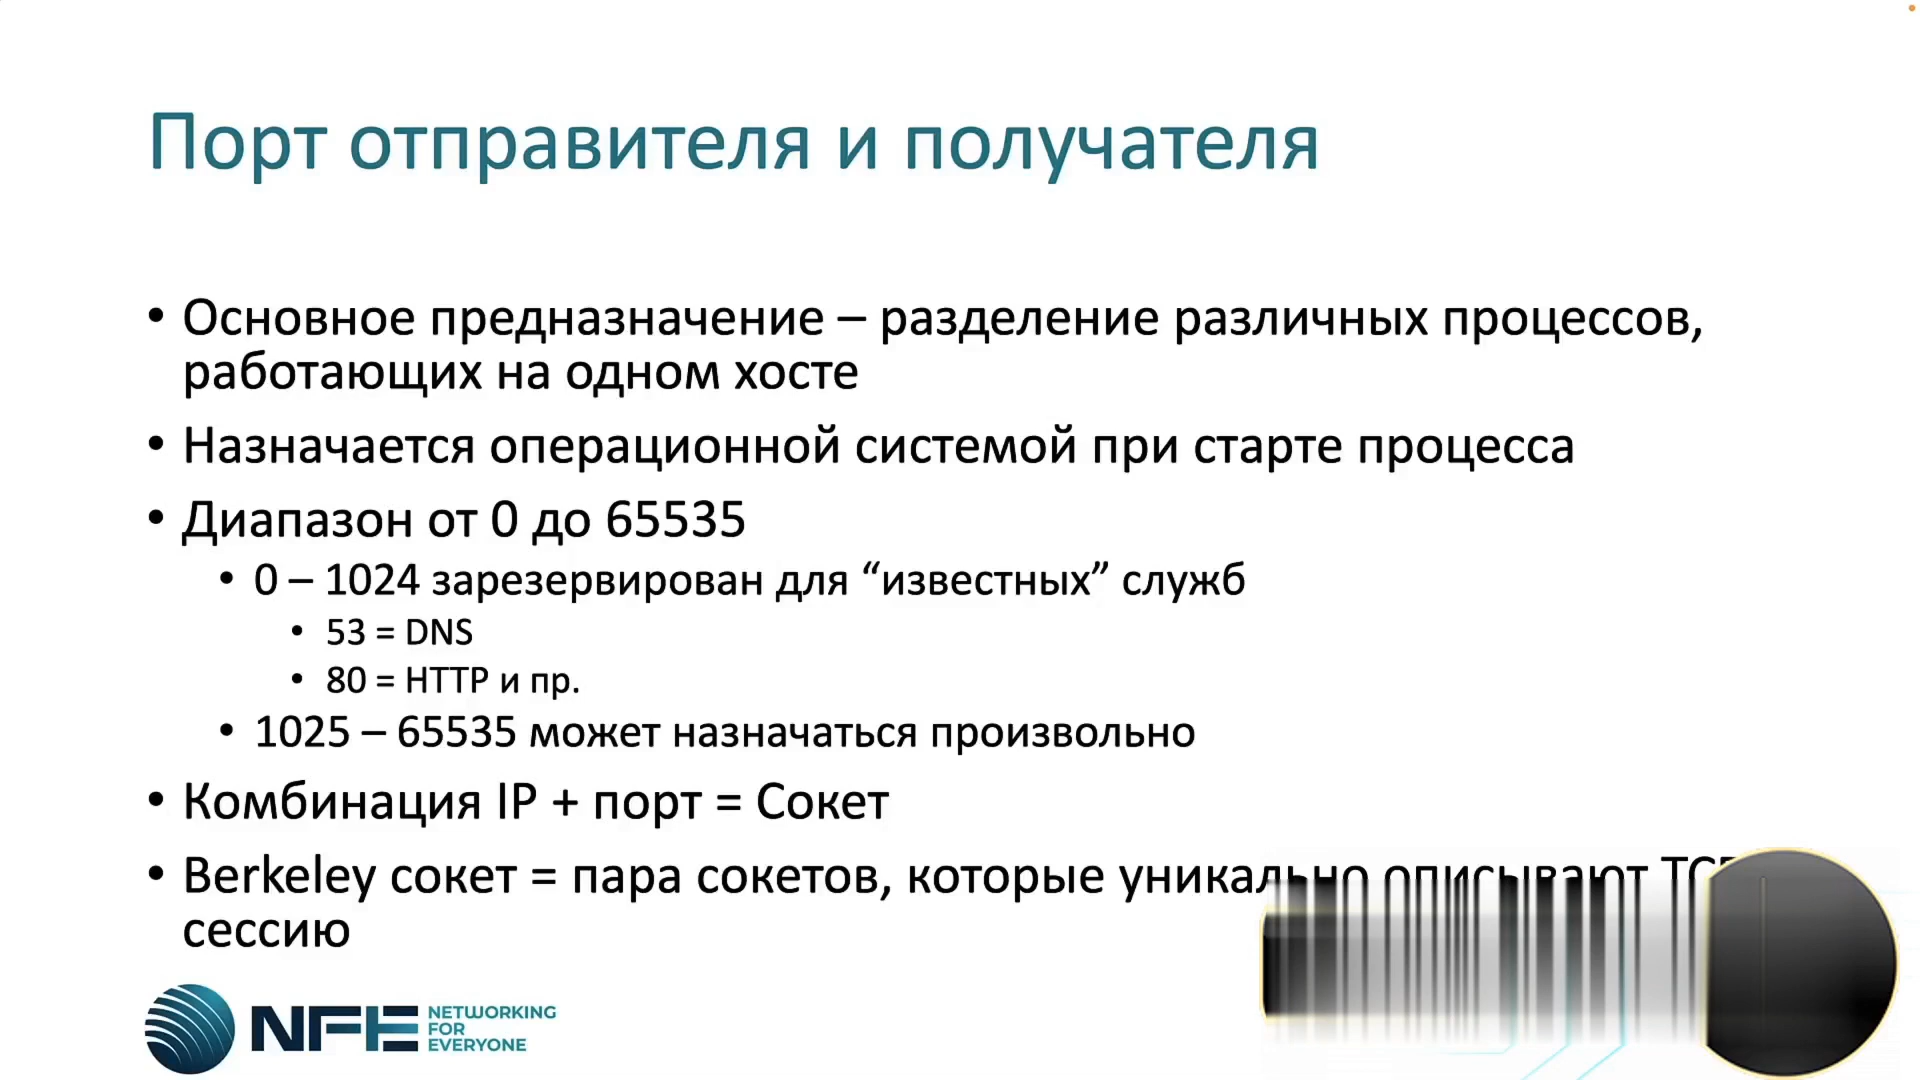 Порт отправителя и получателя
• Основное предназначение – разделение различных процессов,
работающих на одном хосте
• Назначается операционной системой при старте процесса
• Диапазон от 0 до 65535
• 0 – 1024 зарезервирован для “известных” служб
• 53 = DNS
• 80 = HTTP и пр.
• 1025 – 65535 может назначаться произвольно
• Комбинация IP + порт = Сокет
• Berkeley сокет = пара сокетов, которые уникально описывают
сессию
NFE
NETWORKING
FOR
EVERYONE